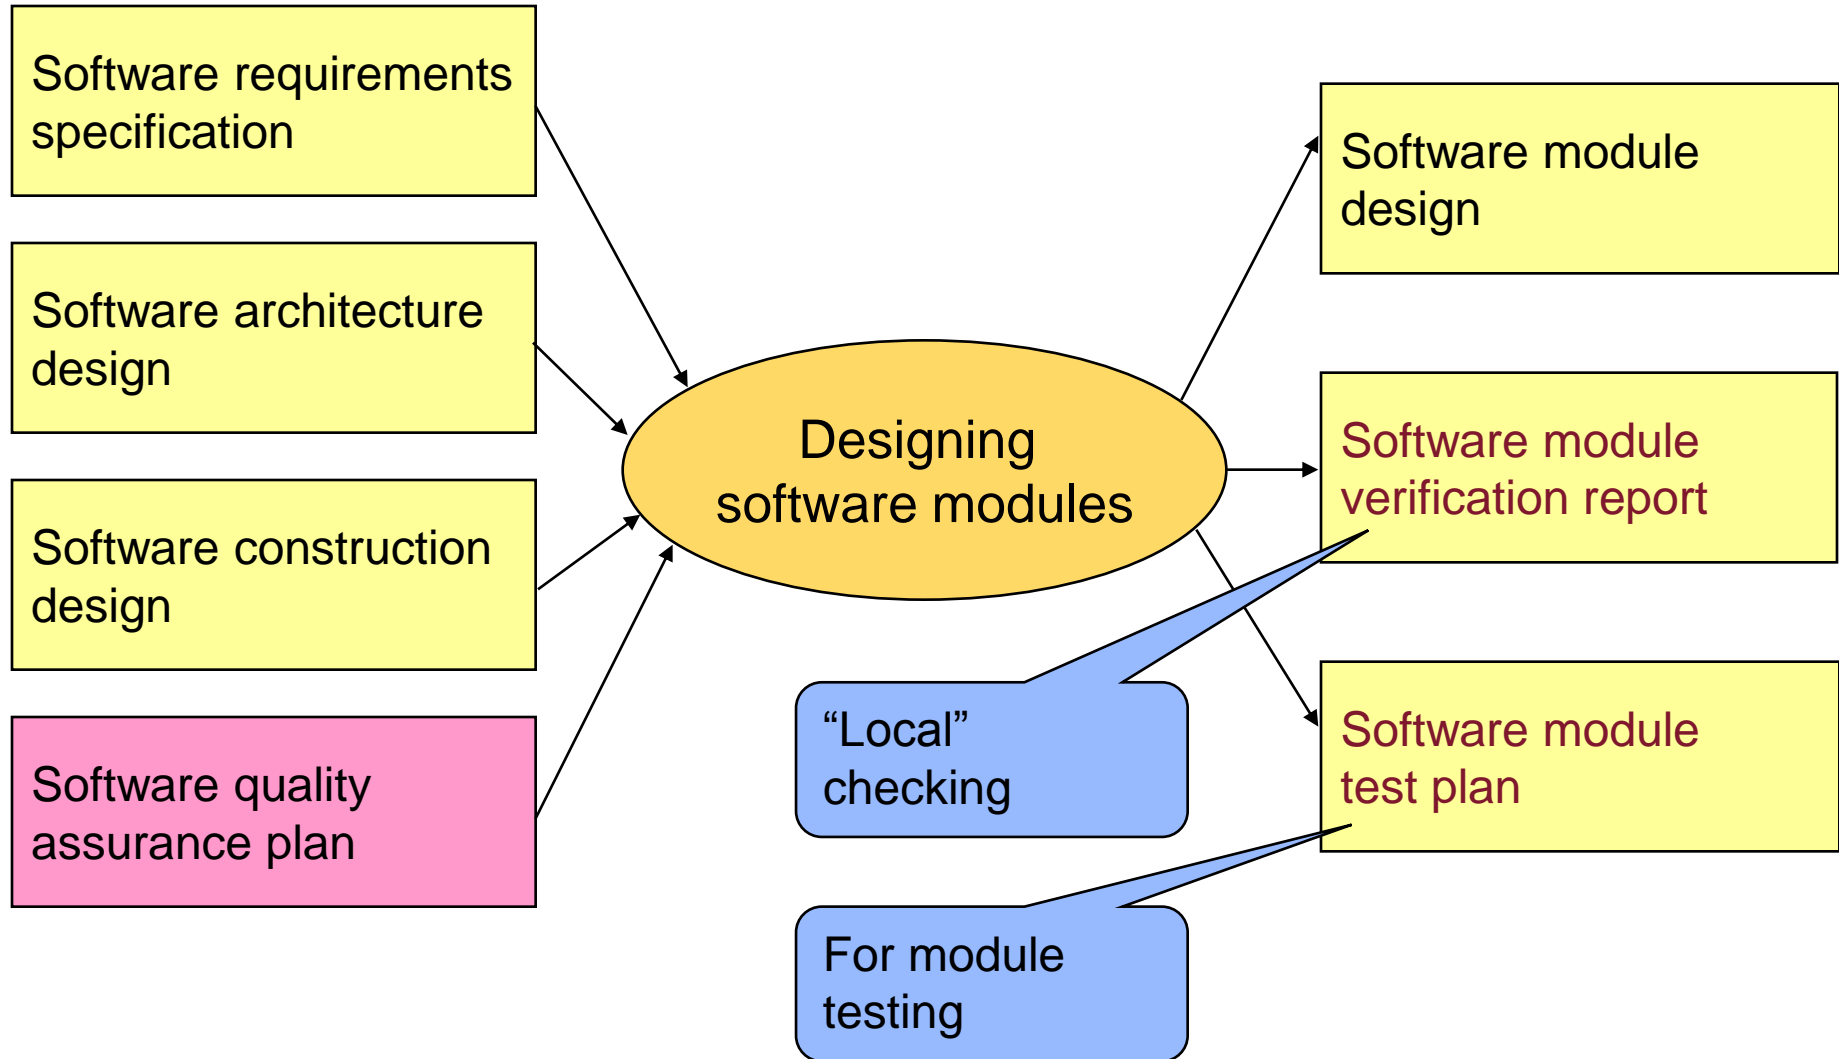 Software requirements
specification
Software architecture
design
Software construction
design
Software quality
assurance plan
Designing
software modules
Software module
design
Software module
verification report
Software module
test plan
“Local”
checking
For module
testing